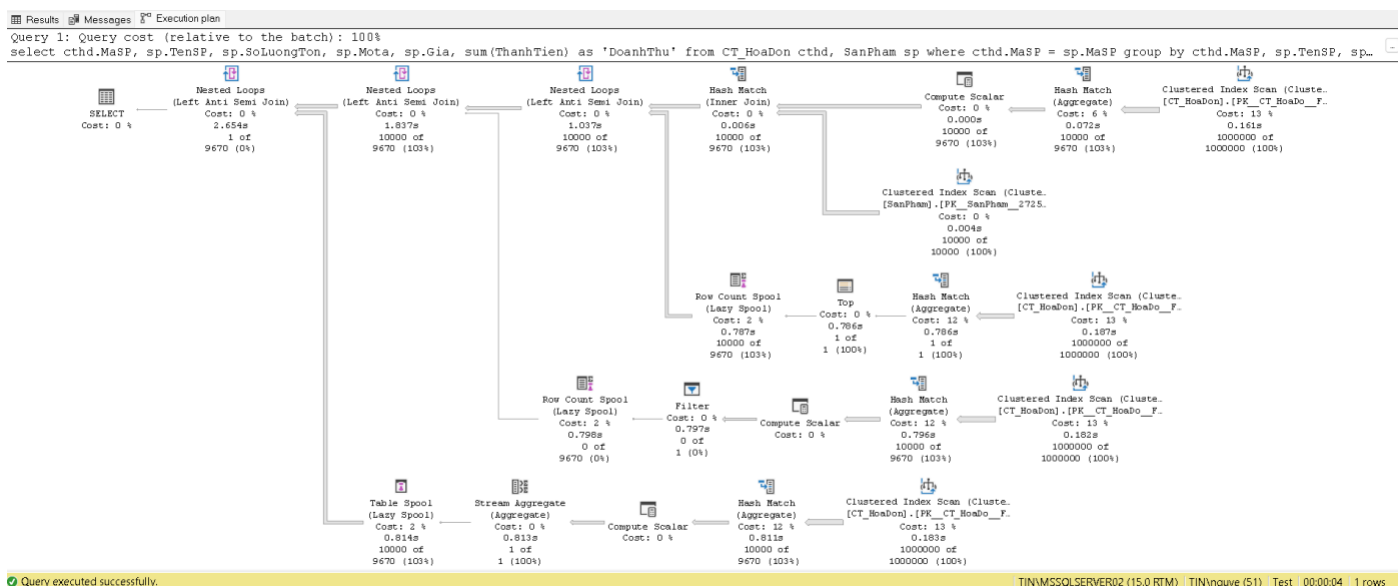 Results Messages Execution plan
Query 1: Query cost (relative to the batch): 100%
select cthd.MaSP, sp.TenSP, sp.SoLuongTon, sp.Mota, sp.Gia, sum(ThanhTien) as 'DoanhThu' from CT_HoaDon cthd, SanPham sp where cthd.MaSP = sp.MaSP group by cthd.MaSP, sp.TenSP, sp…
SELECT
Cost: 0 %
Nested Loops
(Left Anti Semi Join)
Cost: 0 %
2.654s
1 of
9670 (0%)
Nested Loops
(Left Anti Semi Join)
Cost: 0 %
1.837s
10000 of
9670 (103%)
Nested Loops
(Left Anti Semi Join)
Cost: 0 %
1.037s
10000 of
9670 (103%)
Hash Match
(Inner Join)
Cost: 0 %
0.006s
10000 of
9670 (103%)
Compute Scalar
Cost: 0 %
0.000s
10000 of
9670 (103%)
Hash Match
(Aggregate)
Cost: 6 %
0.072s
10000 of
9670 (103%)
Clustered Index Scan (Cluste…
[CT_HoaDon].[PK__CT_HoaDo__F…
Cost: 13 %
0.161s
1000000 of
1000000 (100%)
Clustered Index Scan (Cluste…
[SanPham].[PK__SanPham__2725…
Cost: 0 %
0.004s
10000 of
10000 (100%)
Row Count Spool
(Lazy Spool)
Cost: 2 %
0.787s
10000 of
9670 (103%)
Top
Cost: 0 %
0.786s
1 of
1 (100%)
Hash Match
(Aggregate)
Cost: 12 %
0.786s
1 of
1 (100%)
Clustered Index Scan (Cluste…
[CT_HoaDon].[PK__CT_HoaDo__F…
Cost: 13 %
0.187s
1000000 of
1000000 (100%)
Row Count Spool
(Lazy Spool)
Cost: 2 %
0.798s
0 of
9670 (0%)
Filter
Cost: 0 %
0.797s
0 of
1 (0%)
Compute Scalar
Cost: 0 %
Hash Match
(Aggregate)
Cost: 12 %
0.796s
10000 of
9670 (103%)
Clustered Index Scan (Cluste…
[CT_HoaDon].[PK__CT_HoaDo__F…
Cost: 13 %
0.182s
1000000 of
1000000 (100%)
Table Spool
(Lazy Spool)
Cost: 2 %
0.814s
10000 of
9670 (103%)
Stream Aggregate
(Aggregate)
Cost: 0 %
0.813s
1 of
1 (100%)
Compute Scalar
Cost: 0 %
Hash Match
(Aggregate)
Cost: 12 %
0.811s
10000 of
9670 (103%)
Clustered Index Scan (Cluste…
[CT_HoaDon].[PK__CT_HoaDo__F…
Cost: 13 %
0.183s
1000000 of
1000000 (100%)
Query executed successfully.
TIN\MSSQLSERVER02 (15.0 RTM) TIN\nguye (51) Test 00:00:04 1 rows